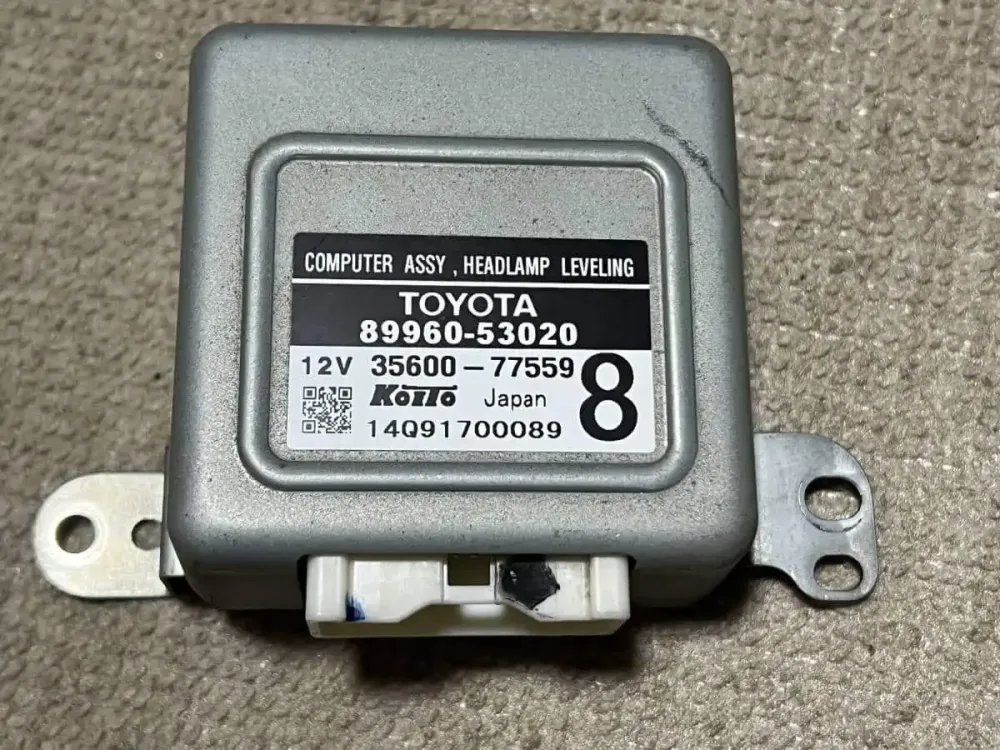 COMPUTER ASSY , HEADLAMP LEVELING
TOYOTA
89960-53020
12V 35600-77559
KOITO Japan 8
14Q91700089